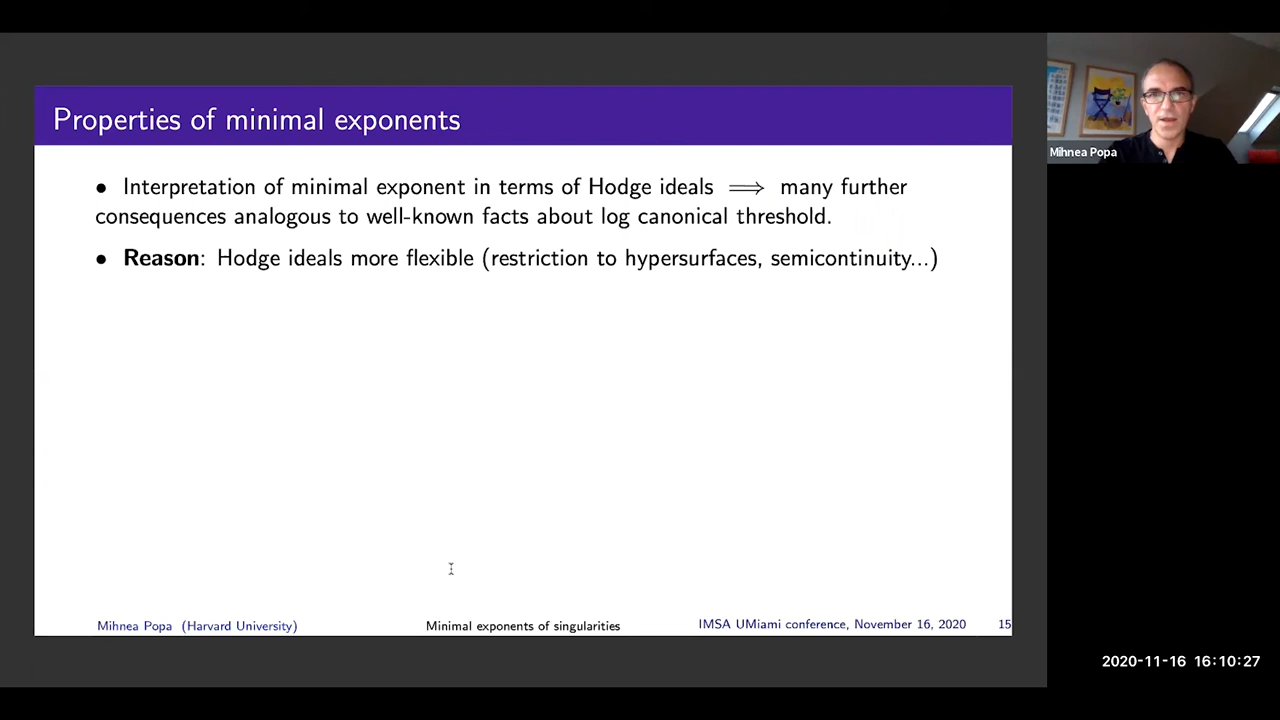 Properties of minimal exponents
• Interpretation of minimal exponent in terms of Hodge ideals ⟹ many further
consequences analogous to well-known facts about log canonical threshold.
• Reason: Hodge ideals more flexible (restriction to hypersurfaces, semicontinuity...)
Mihnea Popa (Harvard University)
Minimal exponents of singularities
IMSA UMiami conference, November 16, 2020
15
Mihnea Popa
2020-11-16 16:10:27